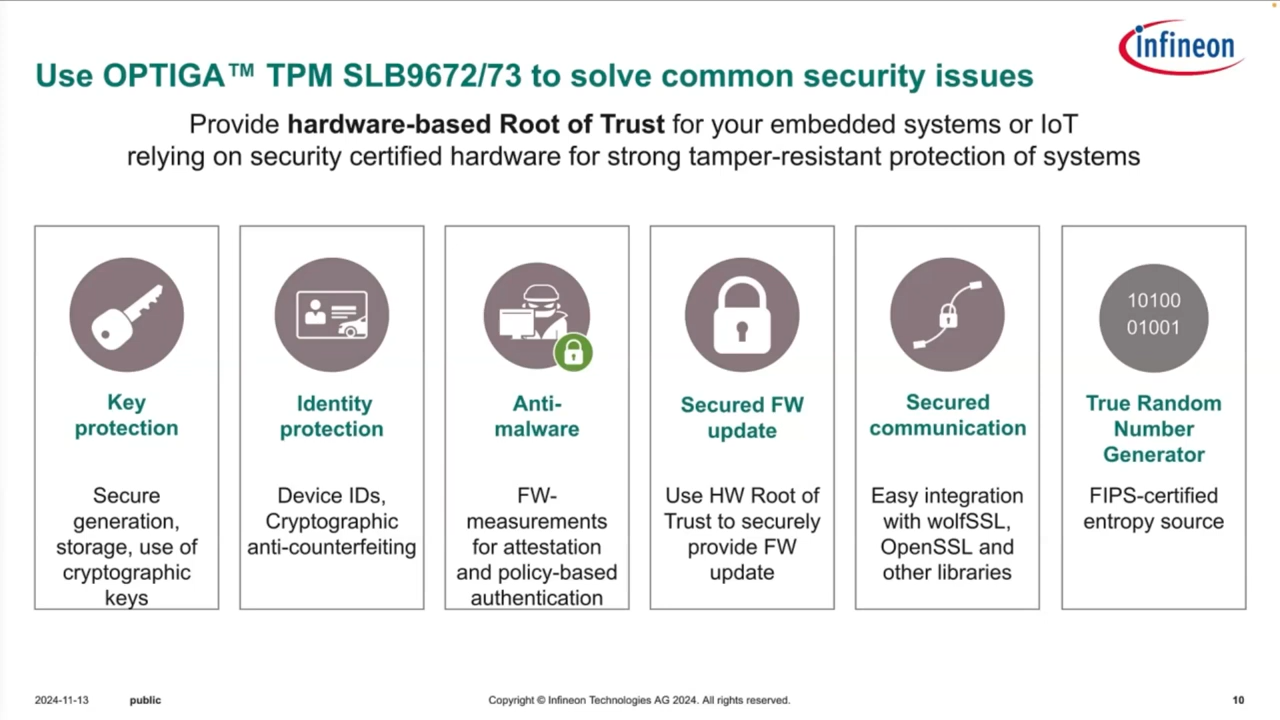 infineon
Use OPTIGA™ TPM SLB9672/73 to solve common security issues
Provide hardware-based Root of Trust for your embedded systems or IoT
relying on security certified hardware for strong tamper-resistant protection of systems
Key
protection
Secure
generation,
storage, use of
cryptographic
keys
Identity
protection
Device IDs,
Cryptographic
anti-counterfeiting
Anti-
malware
FW-
measurements
for attestation
and policy-based
authentication
Secured FW
update
Use HW Root of
Trust to securely
provide FW
update
Secured
communication
Easy integration
with wolfSSL,
OpenSSL and
other libraries
10100
01001
True Random
Number
Generator
FIPS-certified
entropy source
2024-11-13
public
Copyright © Infineon Technologies AG 2024. All rights reserved.
10